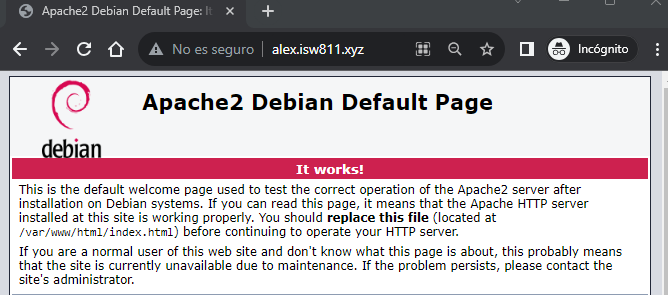 Apache2 Debian Default Page: It
No es seguro | alex.isw811.xyz
Incógnito
debian
Apache2 Debian Default Page
It works!
This is the default welcome page used to test the correct operation of the Apache2 server after
installation on Debian systems. If you can read this page, it means that the Apache HTTP server
installed at this site is working properly. You should replace this file (located at
/var/www/html/index.html) before continuing to operate your HTTP server.
If you are a normal user of this web site and don't know what this page is about, this probably means
that the site is currently unavailable due to maintenance. If the problem persists, please contact the
site's administrator.